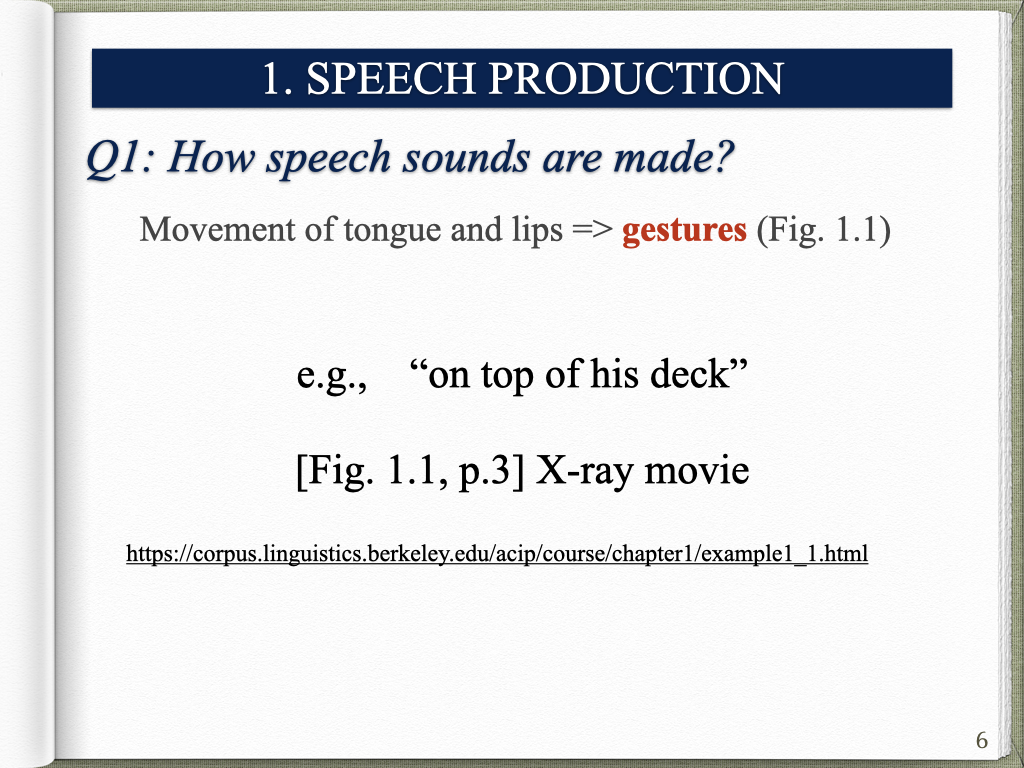 1. SPEECH PRODUCTION
Q1: How speech sounds are made?
Movement of tongue and lips => gestures (Fig. 1.1)
e.g., “on top of his deck”
[Fig. 1.1, p.3] X-ray movie
https://corpus.linguistics.berkeley.edu/acip/course/chapter1/example1_1.html
6